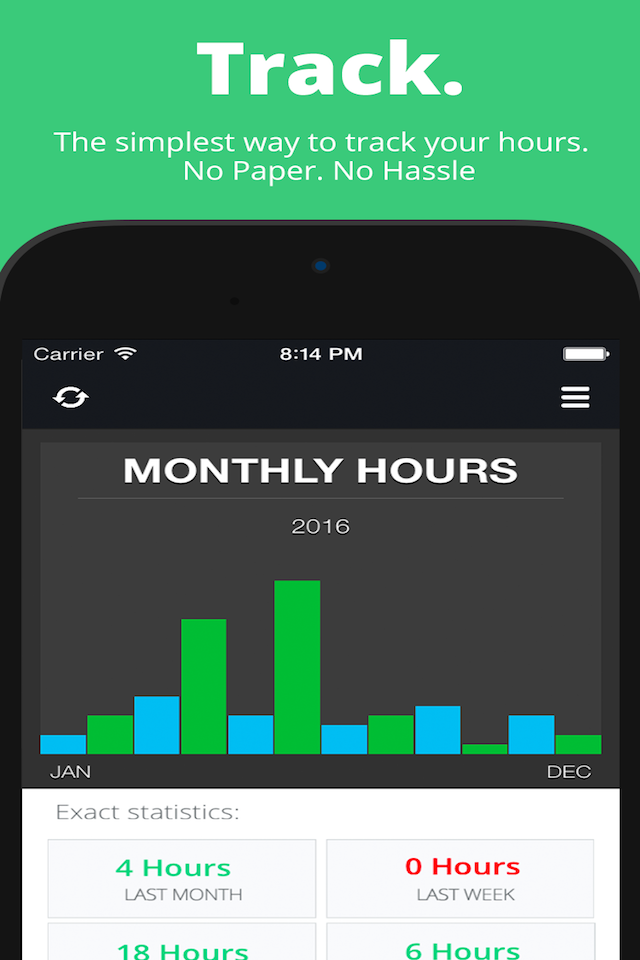 Track.
The simplest way to track your hours.
No Paper. No Hassle
Carrier 8:14 PM
MONTHLY HOURS
2016
JAN DEC
Exact statistics:
4 Hours 0 Hours
LAST MONTH LAST WEEK
18 Hours 6 Hours